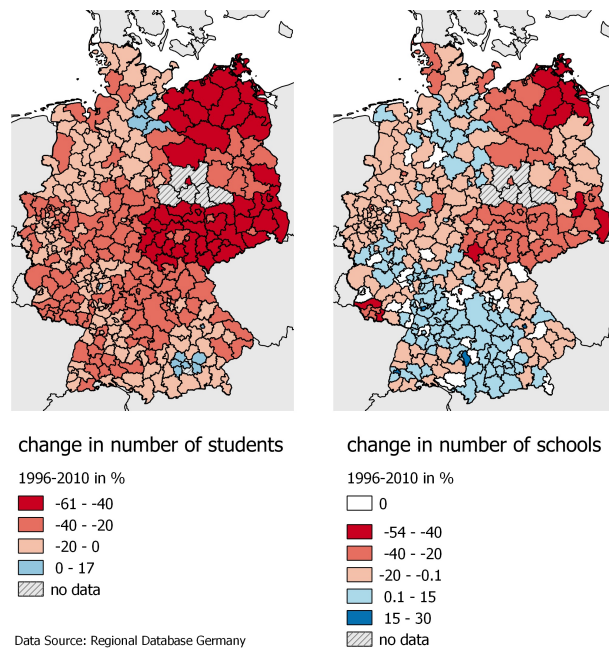 change in number of students
1996-2010 in %
-61 - -40
-40 - -20
-20 - 0
0 - 17
no data
Data Source: Regional Database Germany
change in number of schools
1996-2010 in %
0
-54 - -40
-40 - -20
-20 - -0.1
0.1 - 15
15 - 30
no data